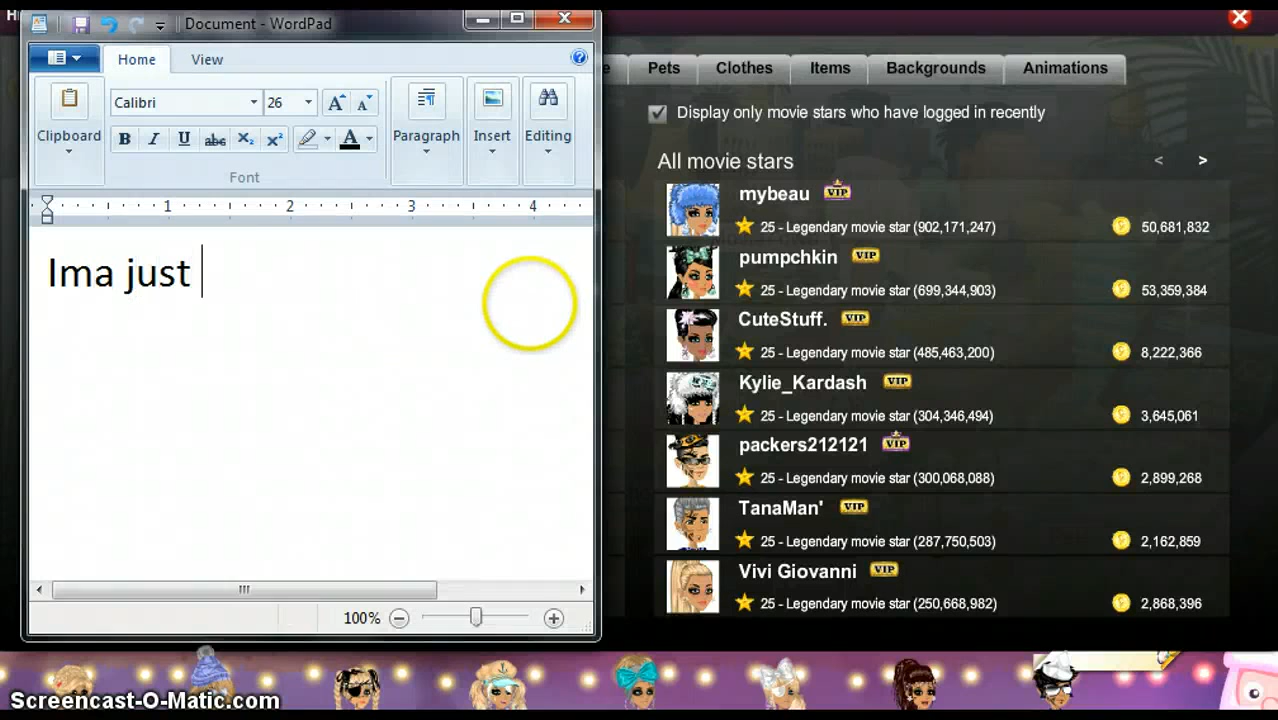 H
Document - WordPad
Home
View
e
Pets
Clothes
Items
Backgrounds
Animations
Clipboard
Calibri
26
B I U abc X₂ X²
A
Font
Paragraph
Insert
Editing
Display only movie stars who have logged in recently
All movie stars
< >
1 2 3 4
Ima just
mybeau VIP
25 - Legendary movie star (902,171,247) 50,681,832
pumpchkin VIP
25 - Legendary movie star (699,344,903) 53,359,384
CuteStuff. VIP
25 - Legendary movie star (485,463,200) 8,222,366
Kylie_Kardash VIP
25 - Legendary movie star (304,346,494) 3,645,061
packers212121 VIP
25 - Legendary movie star (300,068,088) 2,899,268
TanaMan' VIP
25 - Legendary movie star (287,750,503) 2,162,859
Vivi Giovanni VIP
25 - Legendary movie star (250,668,982) 2,868,396
100%
Screencast-O-Matic.com